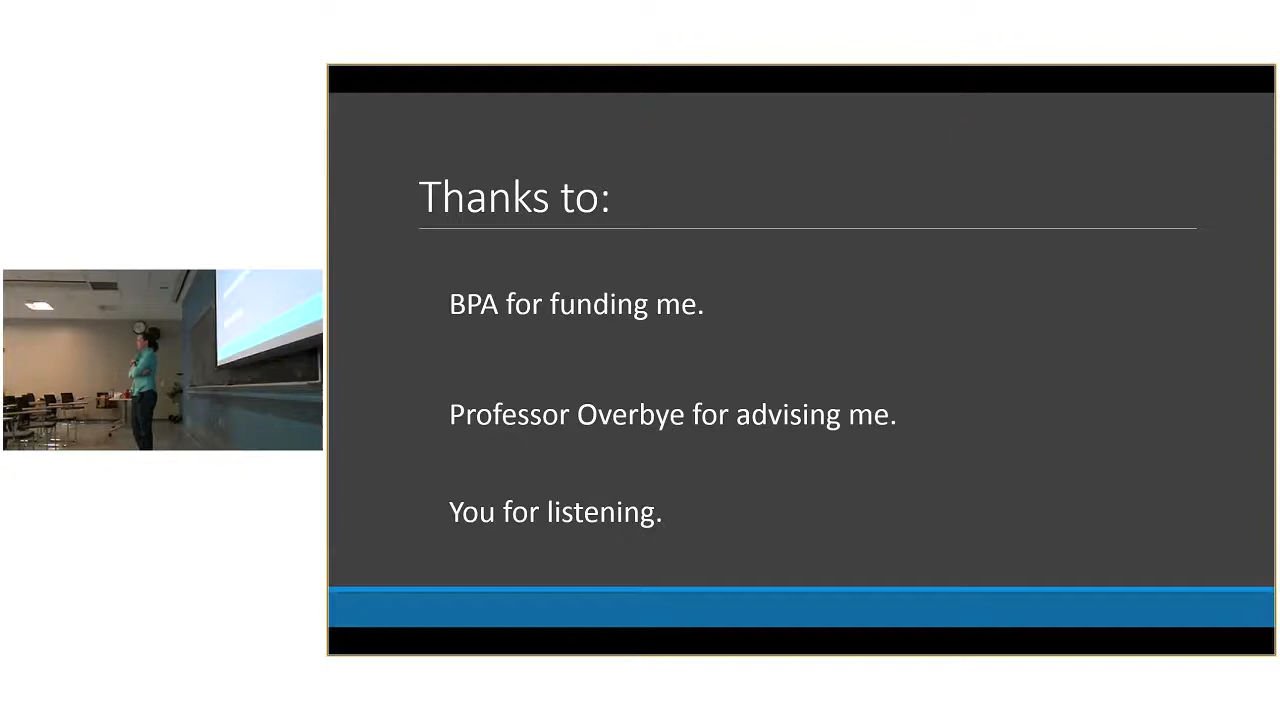 Thanks to:
BPA for funding me.
Professor Overbye for advising me.
You for listening.